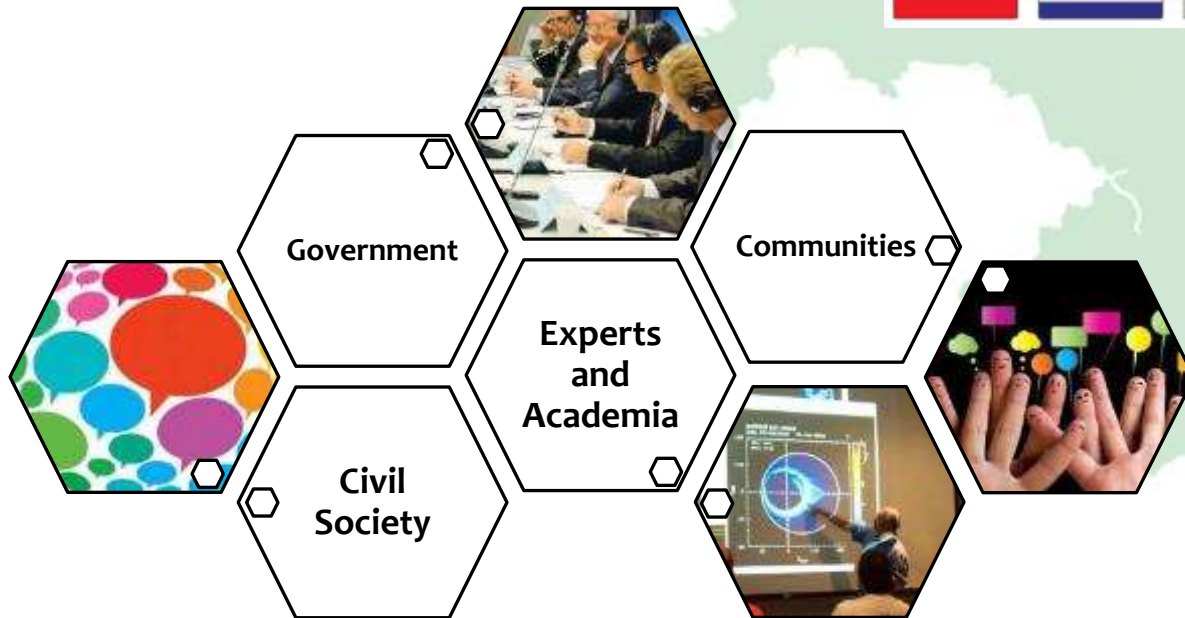 Government
Communities
Experts
and
Academia
Civil
Society